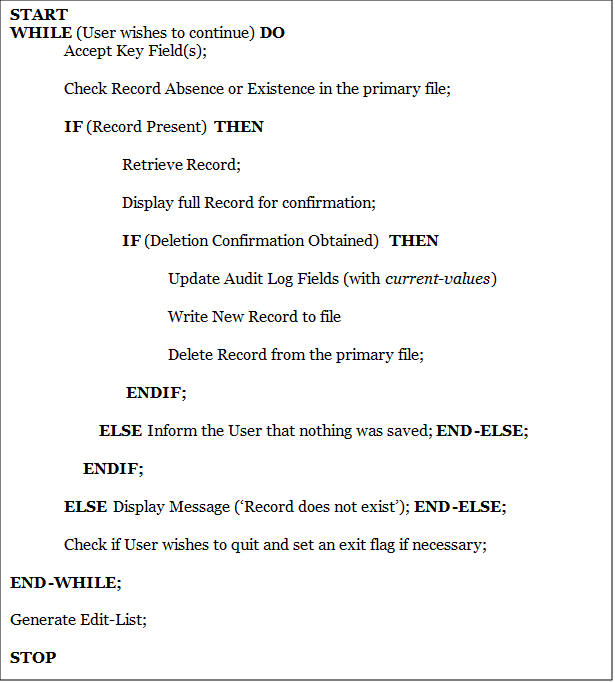 START
WHILE (User wishes to continue) DO
Accept Key Field(s);
Check Record Absence or Existence in the primary file;
IF (Record Present) THEN
Retrieve Record;
Display full Record for confirmation;
IF (Deletion Confirmation Obtained) THEN
Update Audit Log Fields (with current-values)
Write New Record to file
Delete Record from the primary file;
ENDIF;
ELSE Inform the User that nothing was saved; END-ELSE;
ENDIF;
ELSE Display Message (‘Record does not exist’); END-ELSE;
Check if User wishes to quit and set an exit flag if necessary;
END-WHILE;
Generate Edit-List;
STOP